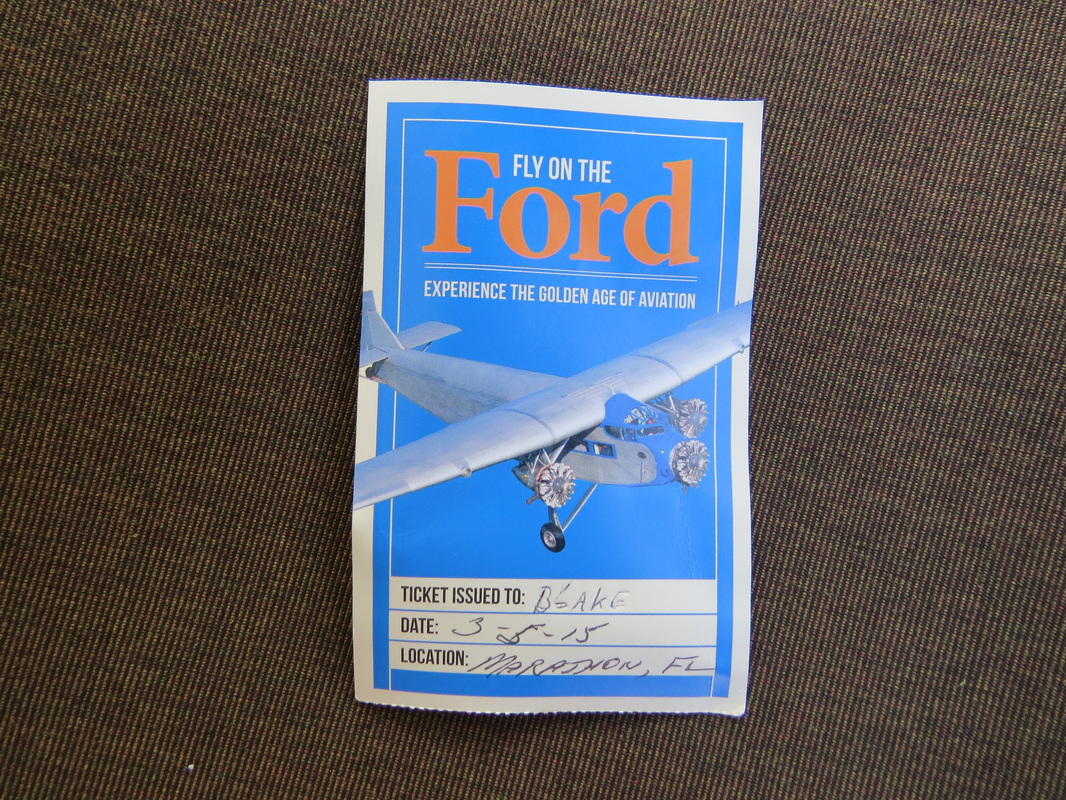 FLY ON THE
Ford
EXPERIENCE THE GOLDEN AGE OF AVIATION
TICKET ISSUED TO: BLAKE
DATE: 3-5-15
LOCATION: MARATHON, FL